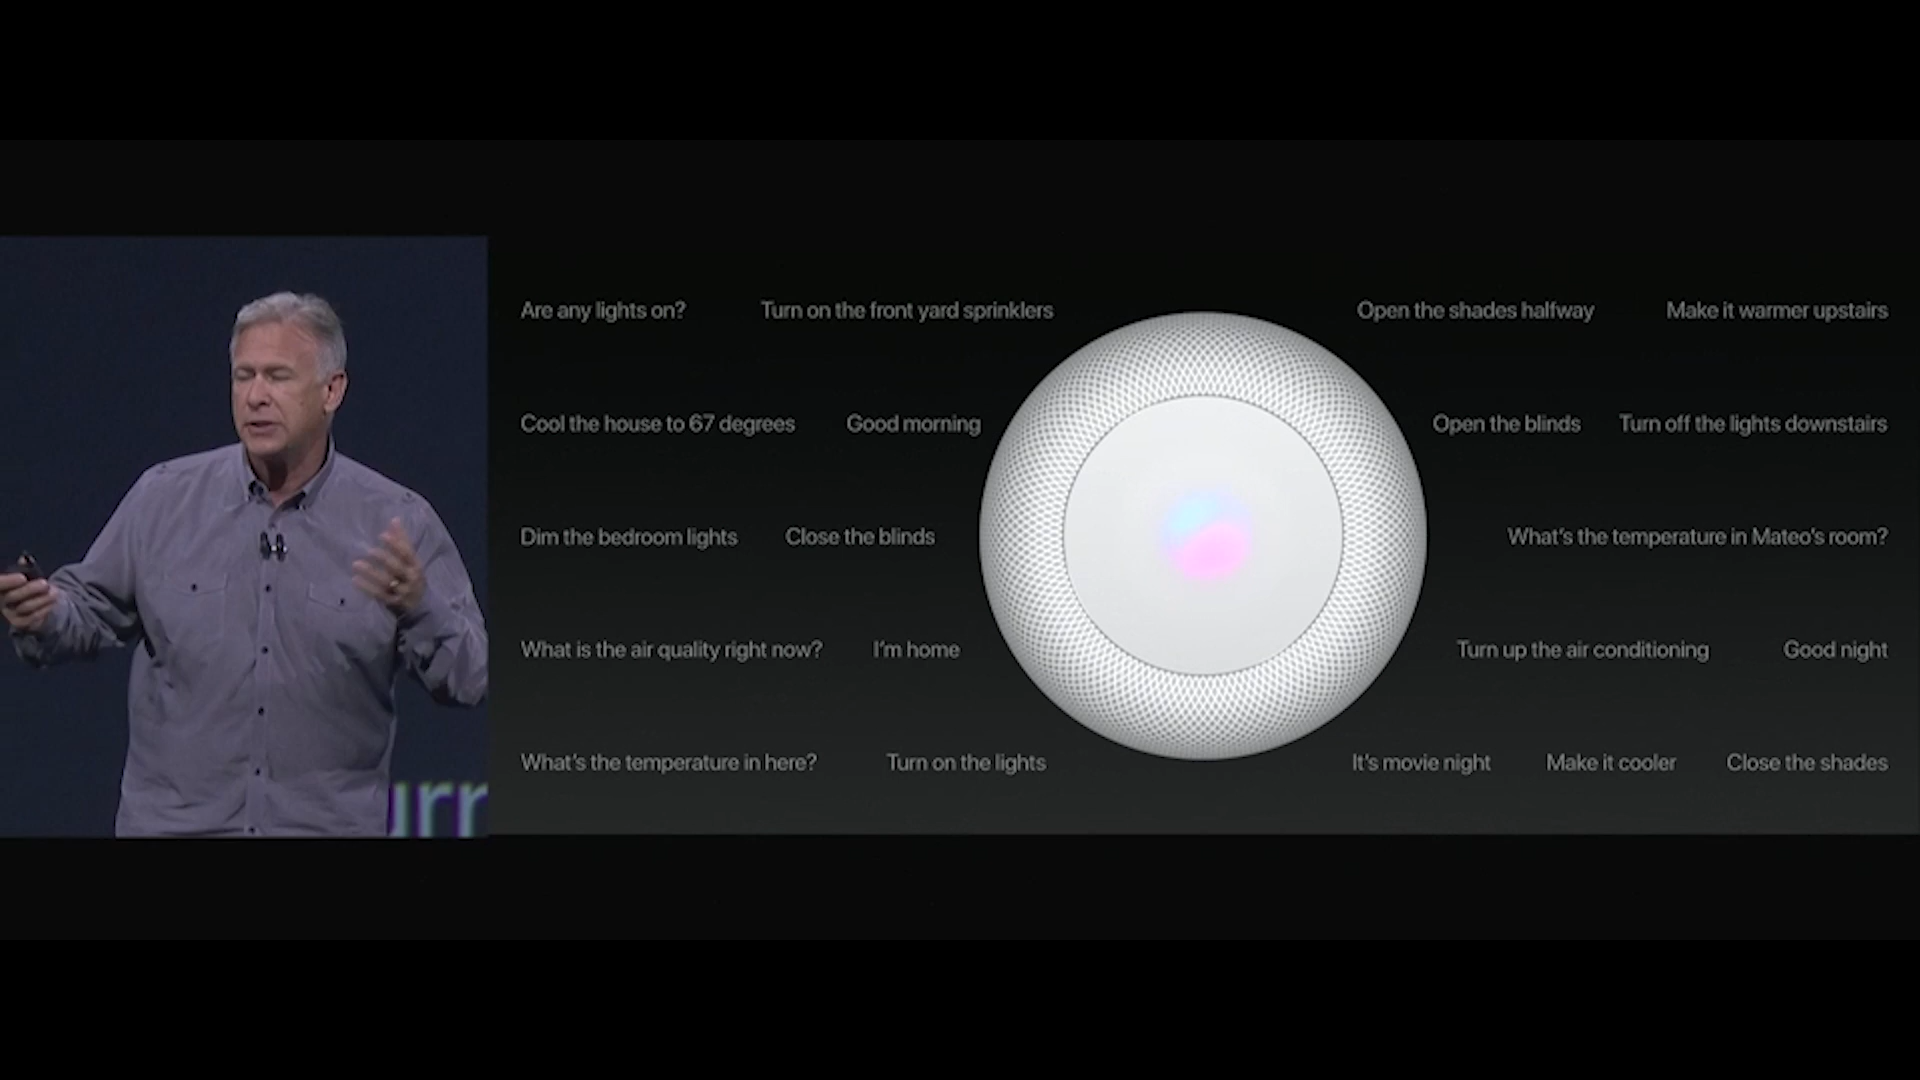 Are any lights on? Turn on the front yard sprinklers Open the shades halfway Make it warmer upstairs
Cool the house to 67 degrees Good morning Open the blinds Turn off the lights downstairs
Dim the bedroom lights Close the blinds What's the temperature in Mateo's room?
What is the air quality right now? I'm home Turn up the air conditioning Good night
What's the temperature in here? Turn on the lights It's movie night Make it cooler Close the shades